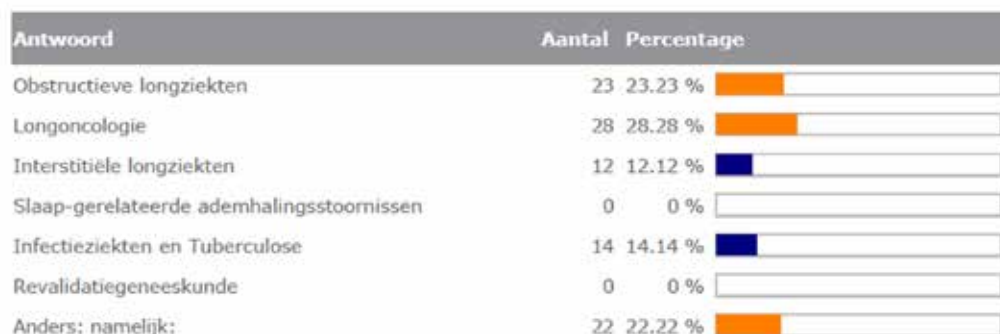 Antwoord Aantal Percentage
Obstructieve longziekten 23 23.23 %
Longoncologie 28 28.28 %
Interstitiële longziekten 12 12.12 %
Slaap-gerelateerde ademhalingsstoornissen 0 0 %
Infectieziekten en Tuberculose 14 14.14 %
Revalidatiegeneeskunde 0 0 %
Anders: namelijk: 22 22.22 %